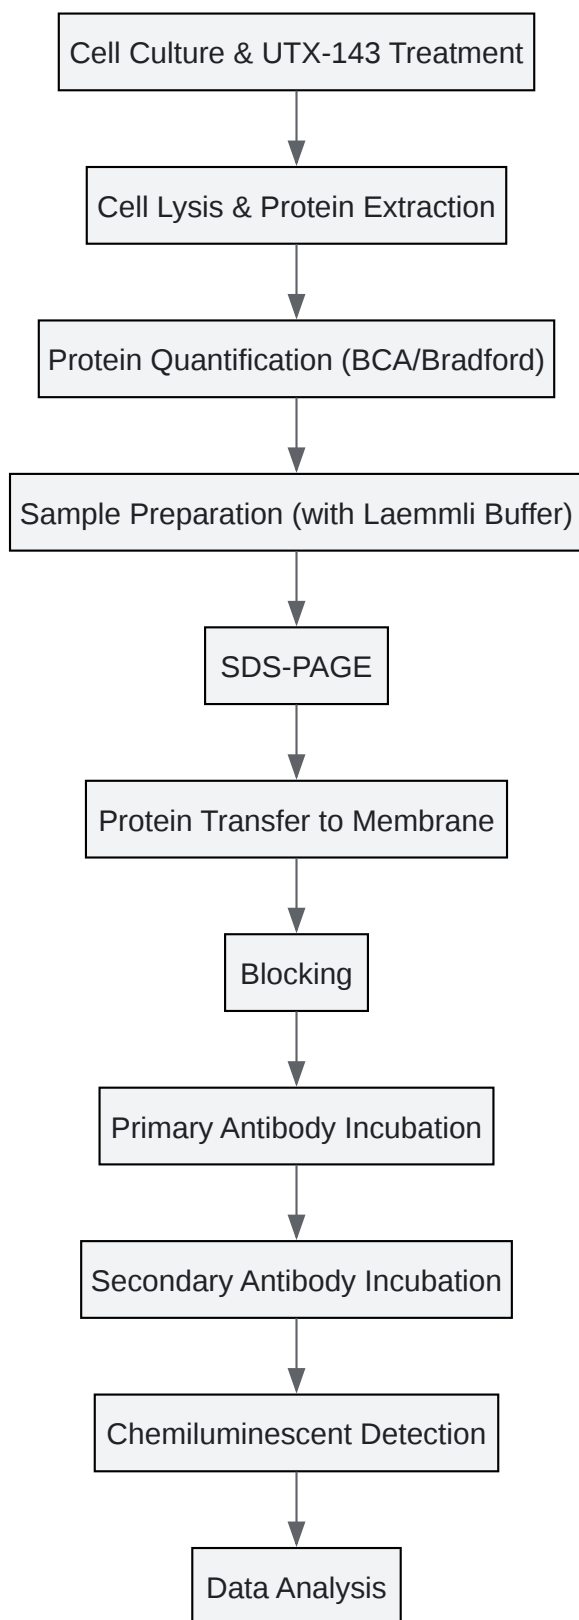 Cell Culture & UTX-143 Treatment
Cell Lysis & Protein Extraction
Protein Quantification (BCA/Bradford)
Sample Preparation (with Laemmli Buffer)
SDS-PAGE
Protein Transfer to Membrane
Blocking
Primary Antibody Incubation
Secondary Antibody Incubation
Chemiluminescent Detection
Data Analysis